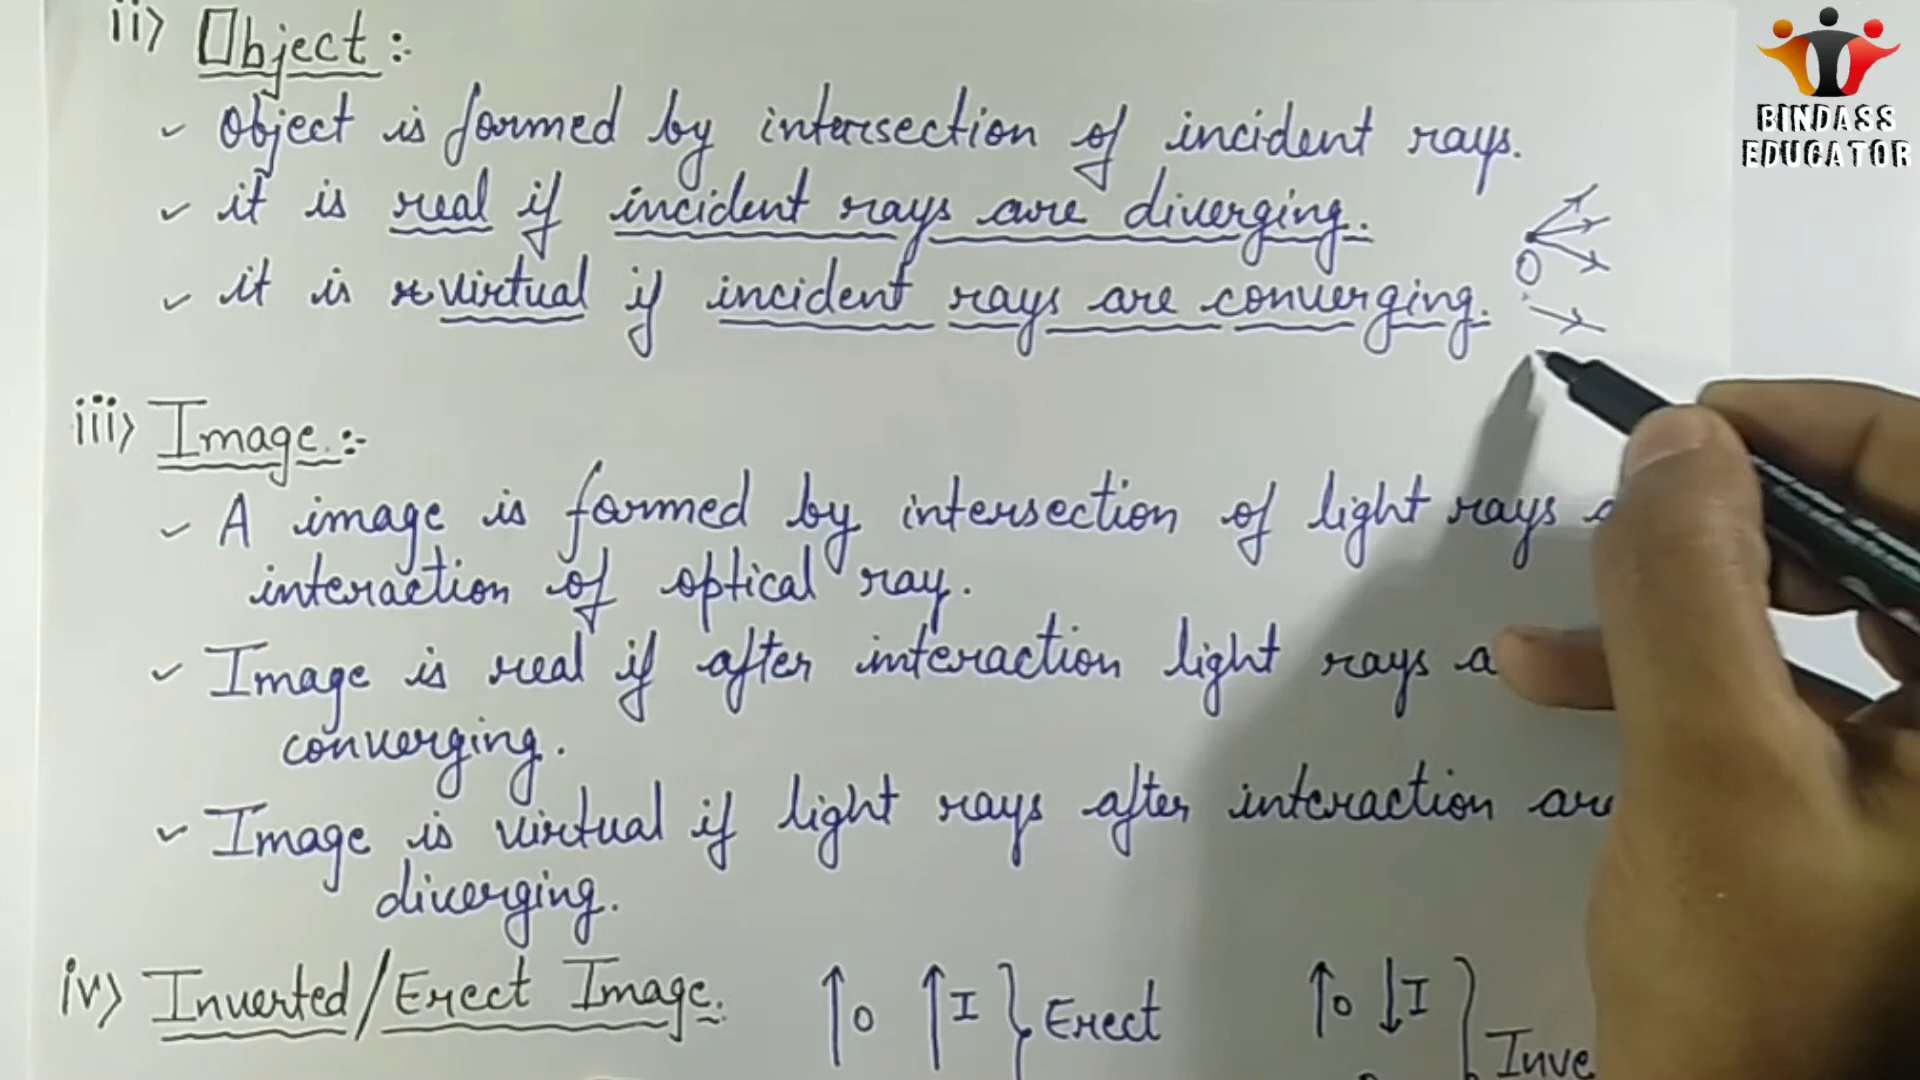 ii) Object :-
BINDASS
EDUCATOR
✓ Object is formed by intersection of incident rays.
✓ it is real if incident rays are diverging.
O
✓ it is virtual if incident rays are converging.
iii) Image :-
✓ A image is formed by intersection of light rays
interaction of optical ray.
✓ Image is real if after interaction light rays a
converging.
✓ Image is virtual if light rays after interaction are
diverging.
iv) Inverted/Erect Image.
↑O ↑I } Erect
↑O ↓I } Inve